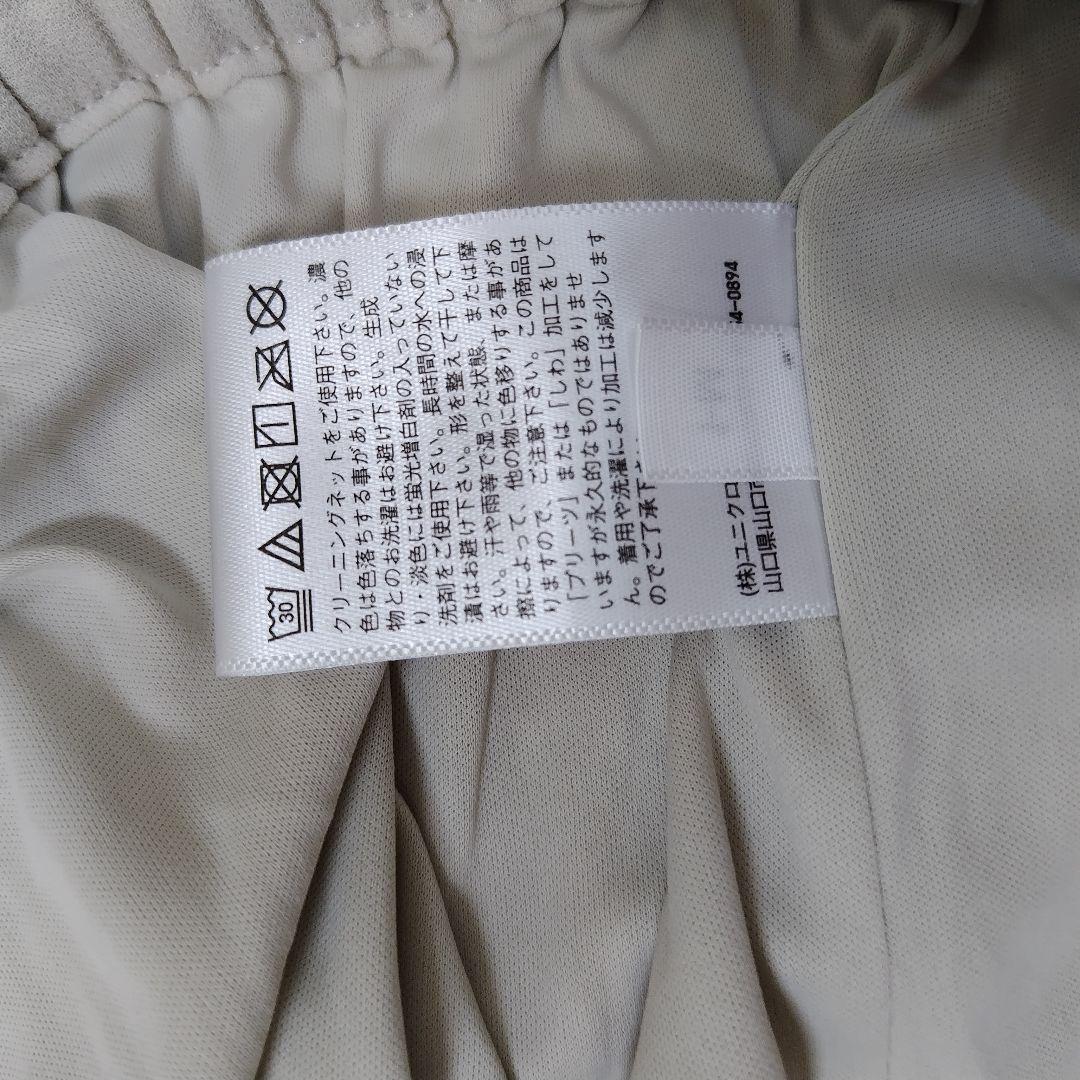 30
クリーニングネットをご使用下さい。濃
色は色落ちする事がありますので、他の
物とのお洗濯はお避け下さい。生成
り・淡色には蛍光増白剤の入っていない
洗剤をご使用下さい。長時間の水への浸
漬はお避け下さい。形を整えて干して下
さい。汗や雨等で湿った状態、または摩
擦によって、他の物に色移りする事があ
りますので、ご注意下さい。この商品は
「プリーツ」または「しわ」加工をして
いますが永久的なものではありませ
ん。着用や洗濯により加工は減少します
のでご了承下
4-0894
(株)ユニクロ
山口県山口市